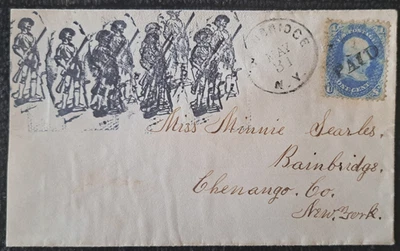 MAY
31
N.Y.
PAID
Miss Minnie Searles,
Bainbridge,
Chenango. Co.
New York.